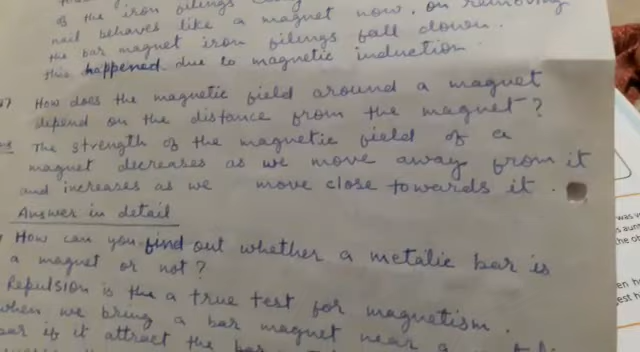 of the iron filings
nail behaves like a magnet now. on removing
the bar magnet iron filings fall down.
this happened due to magnetic induction
How does the magnetic field around a magnet
depend on the distance from the magnet?
The strength of the magnetic field of a
magnet decreases as we move away from it
and increases as we move close towards it.
Answer in detail
How can you find out whether a metalic bar is
a magnet or not?
Repulsion is the a true test for magnetism.
when we bring a bar magnet near a
bar if it attract the bar